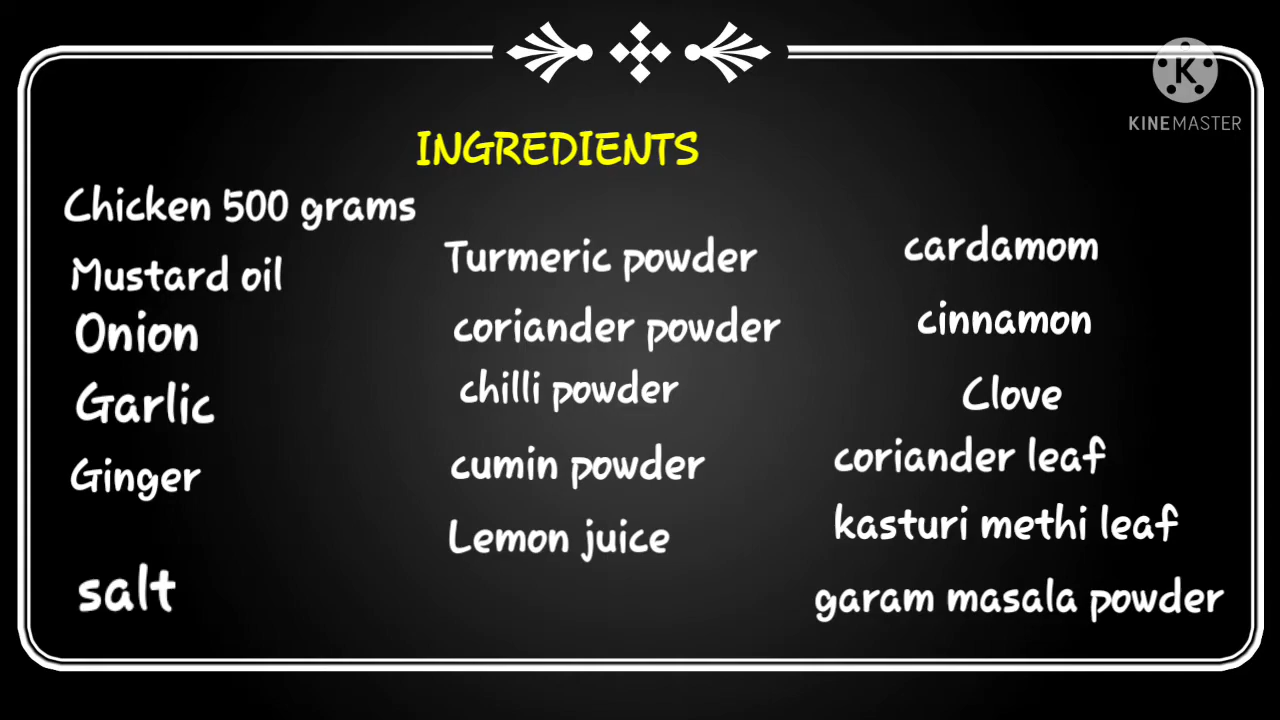 KINEMASTER
INGREDIENTS
Chicken 500 grams
Mustard oil
Onion
Garlic
Ginger
salt
Turmeric powder
coriander powder
chilli powder
cumin powder
Lemon juice
cardamom
cinnamon
Clove
coriander leaf
kasturi methi leaf
garam masala powder